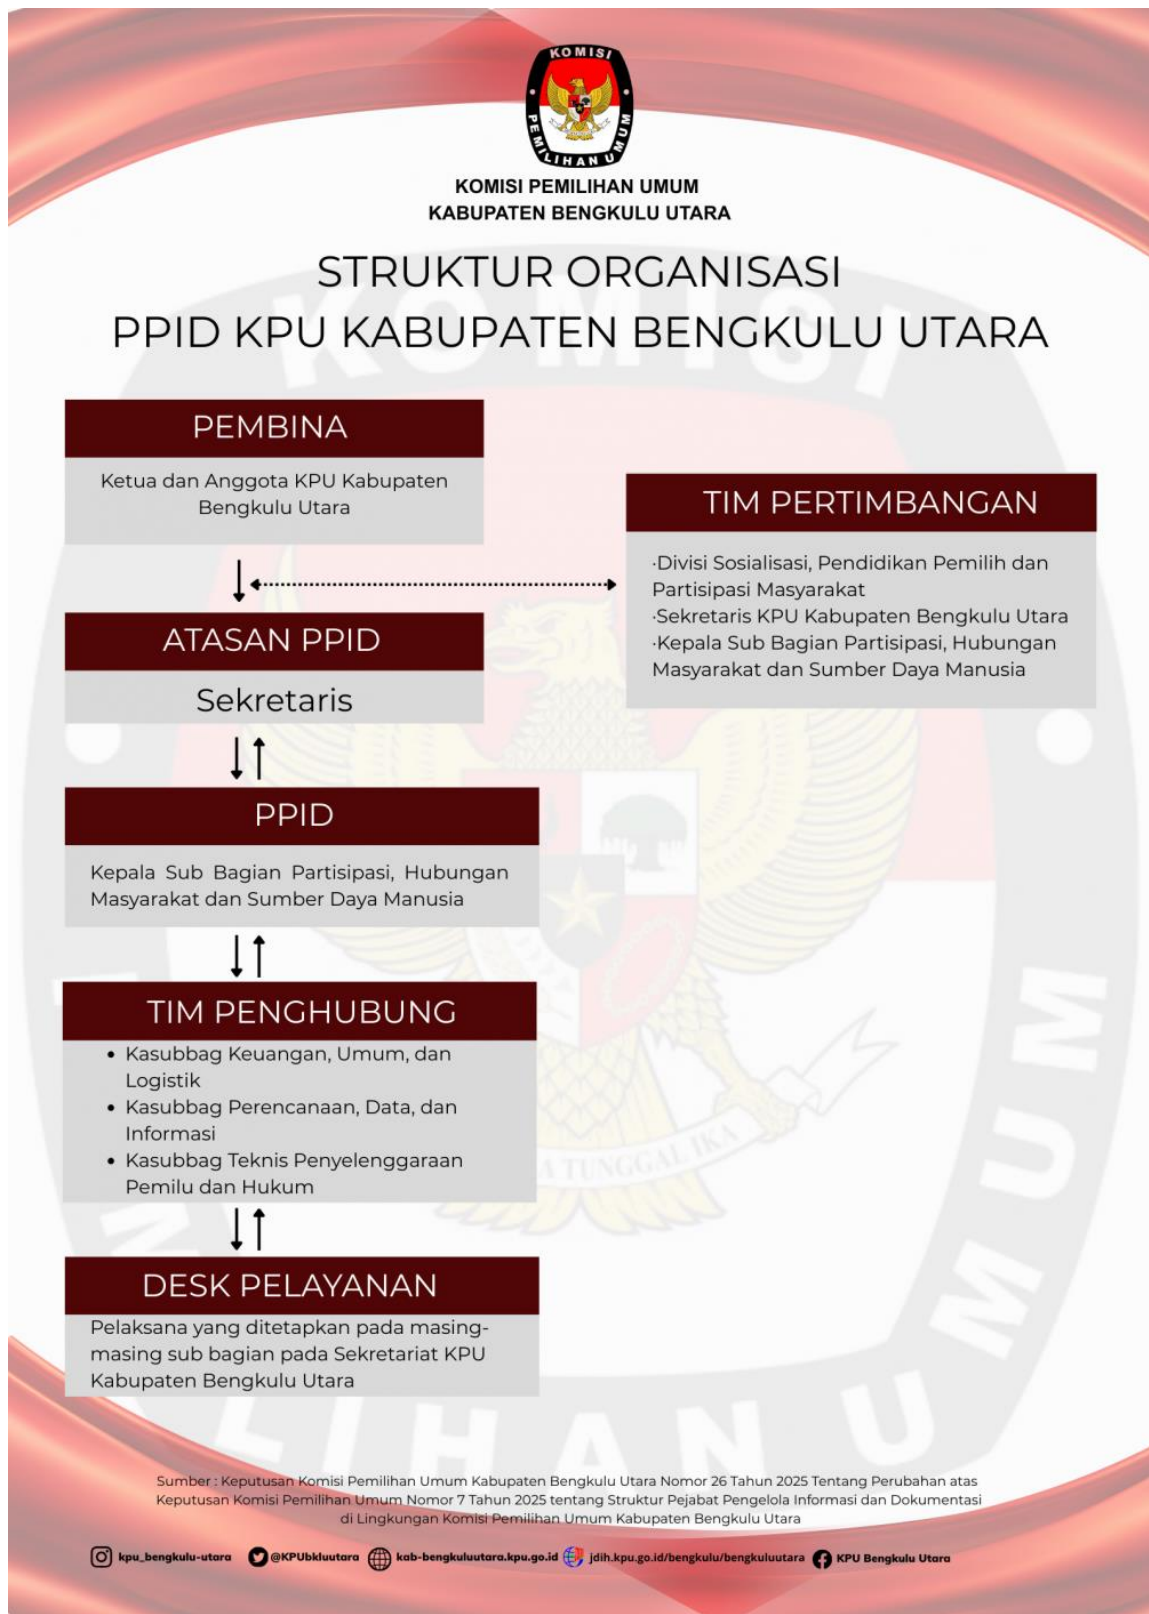 KOMISI
PEMILIHAN UMUM
KOMISI PEMILIHAN UMUM
KABUPATEN BENGKULU UTARA
STRUKTUR ORGANISASI
PPID KPU KABUPATEN BENGKULU UTARA
PEMBINA
Ketua dan Anggota KPU Kabupaten
Bengkulu Utara
TIM PERTIMBANGAN
·Divisi Sosialisasi, Pendidikan Pemilih dan
Partisipasi Masyarakat
·Sekretaris KPU Kabupaten Bengkulu Utara
·Kepala Sub Bagian Partisipasi, Hubungan
Masyarakat dan Sumber Daya Manusia
ATASAN PPID
Sekretaris
PPID
Kepala Sub Bagian Partisipasi, Hubungan
Masyarakat dan Sumber Daya Manusia
TIM PENGHUBUNG
• Kasubbag Keuangan, Umum, dan
Logistik
• Kasubbag Perencanaan, Data, dan
Informasi
• Kasubbag Teknis Penyelenggaraan
Pemilu dan Hukum
DESK PELAYANAN
Pelaksana yang ditetapkan pada masing-
masing sub bagian pada Sekretariat KPU
Kabupaten Bengkulu Utara
Sumber : Keputusan Komisi Pemilihan Umum Kabupaten Bengkulu Utara Nomor 26 Tahun 2025 Tentang Perubahan atas
Keputusan Komisi Pemilihan Umum Nomor 7 Tahun 2025 tentang Struktur Pejabat Pengelola Informasi dan Dokumentasi
di Lingkungan Komisi Pemilihan Umum Kabupaten Bengkulu Utara
kpu_bengkulu-utara @KPUbkluutara kab-bengkuluutara.kpu.go.id jdih.kpu.go.id/bengkulu/bengkuluutara KPU Bengkulu Utara